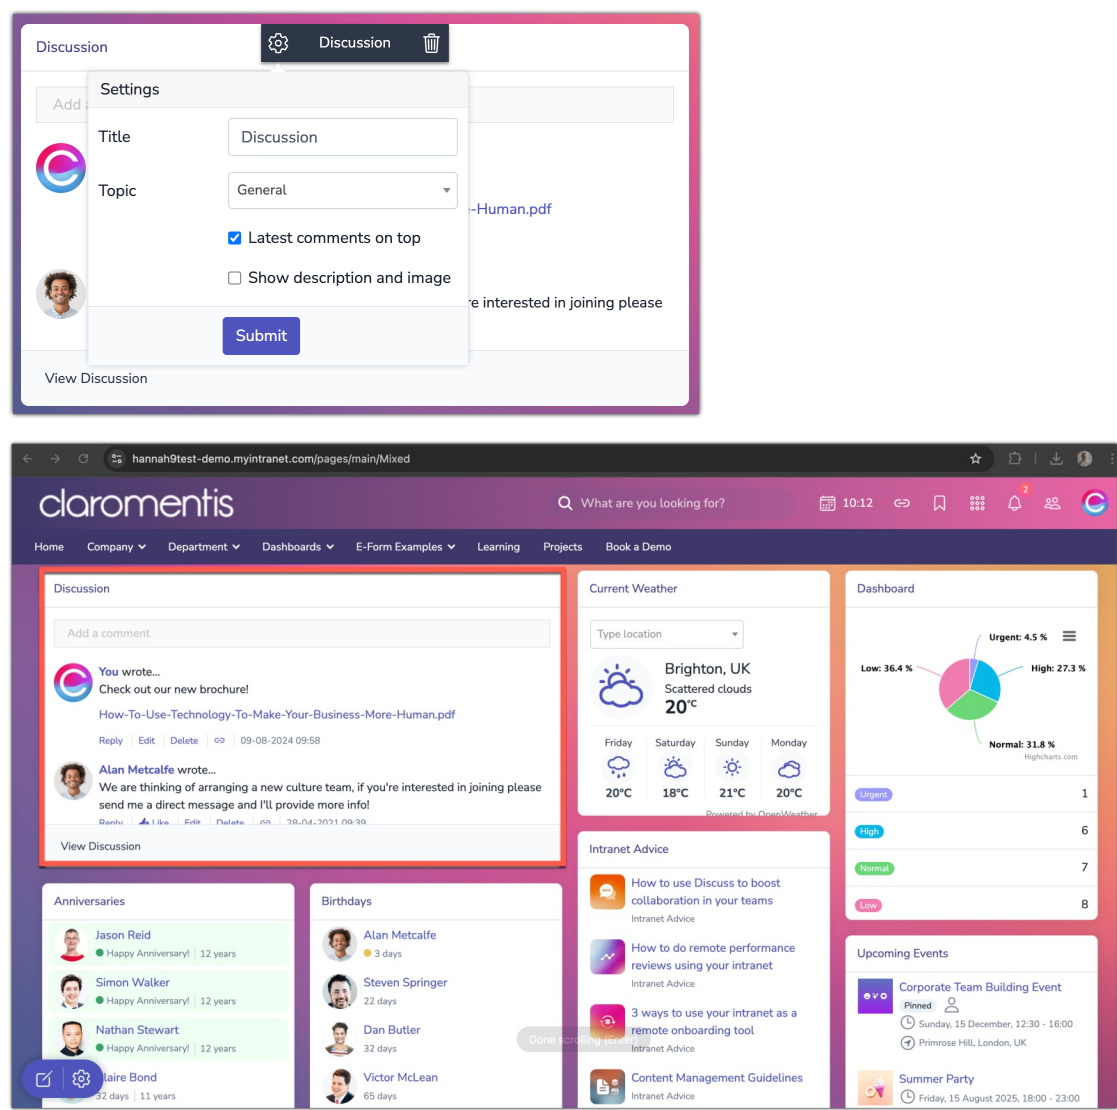 Discussion
Discussion
Add
Settings
Title
Discussion
Topic
General
-Human.pdf
Latest comments on top
Show description and image
re interested in joining please
Submit
View Discussion
hannah9test-demo.myintranet.com/pages/main/Mixed
claromentis
What are you looking for?
10:12
2
Home Company Department Dashboards E-Form Examples Learning Projects Book a Demo
Discussion
Add a comment
You wrote...
Check out our new brochure!
How-To-Use-Technology-To-Make-Your-Business-More-Human.pdf
Reply Edit Delete 09-08-2024 09:58
Alan Metcalfe wrote...
We are thinking of arranging a new culture team, if you're interested in joining please
send me a direct message and I'll provide more info!
Reply Like Edit Delete 28-04-2021 09:39
View Discussion
Anniversaries
Jason Reid
Happy Anniversary! 12 years
Simon Walker
Happy Anniversary! 12 years
Nathan Stewart
Happy Anniversary! 12 years
laire Bond
32 days 11 years
Birthdays
Alan Metcalfe
3 days
Steven Springer
22 days
Dan Butler
32 days
Victor McLean
65 days
Current Weather
Type location
Brighton, UK
Scattered clouds
20°C
Friday Saturday Sunday Monday
20°C 18°C 21°C 20°C
Powered by OpenWeather
Intranet Advice
How to use Discuss to boost
collaboration in your teams
Intranet Advice
How to do remote performance
reviews using your intranet
Intranet Advice
3 ways to use your intranet as a
remote onboarding tool
Intranet Advice
Done scrolling (Enter)
Content Management Guidelines
Intranet Advice
Dashboard
Urgent: 4.5 %
Low: 36.4 %
High: 27.3 %
Normal: 31.8 %
Highcharts.com
Urgent 1
High 6
Normal 7
Low 8
Upcoming Events
Corporate Team Building Event
Pinned
Sunday, 15 December, 12:30 - 16:00
Primrose Hill, London, UK
Summer Party
Friday, 15 August 2025, 18:00 - 23:00